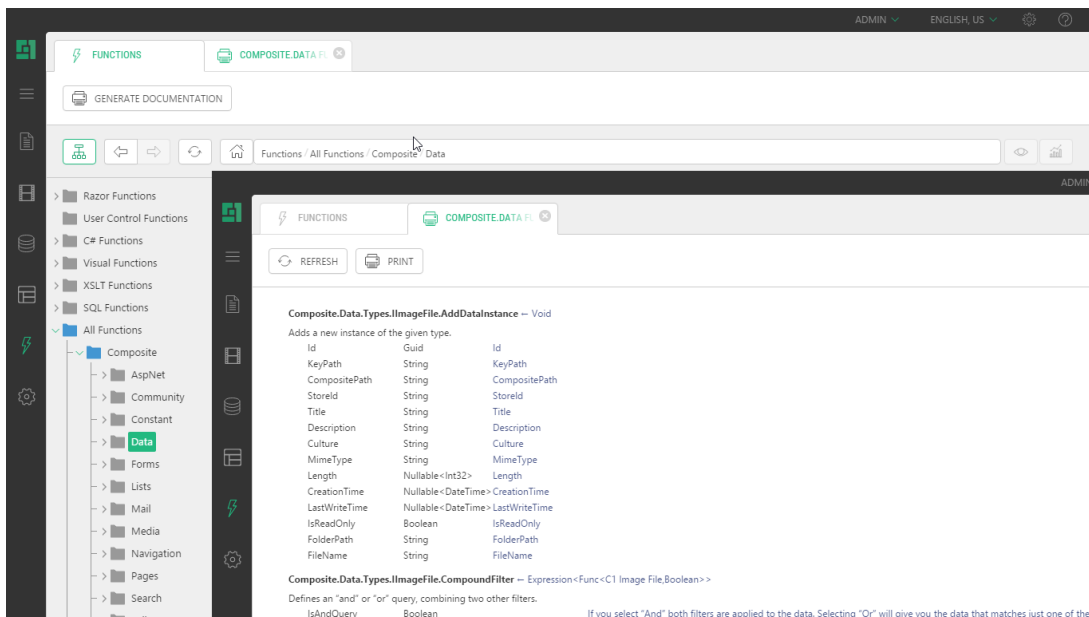 ADMIN ENGLISH, US
FUNCTIONS COMPOSITE.DATA FU
GENERATE DOCUMENTATION
Functions / All Functions / Composite / Data
Razor Functions
User Control Functions
C# Functions
Visual Functions
XSLT Functions
SQL Functions
All Functions
Composite
AspNet
Community
Constant
Data
Forms
Lists
Mail
Media
Navigation
Pages
Search
ADMIN
FUNCTIONS COMPOSITE.DATA FU
REFRESH PRINT
Composite.Data.Types.IImageFile.AddDataInstance ← Void
Adds a new instance of the given type.
Id Guid Id
KeyPath String KeyPath
CompositePath String CompositePath
StoreId String StoreId
Title String Title
Description String Description
Culture String Culture
MimeType String MimeType
Length Nullable<Int32> Length
CreationTime Nullable<DateTime> CreationTime
LastWriteTime Nullable<DateTime> LastWriteTime
IsReadOnly Boolean IsReadOnly
FolderPath String FolderPath
FileName String FileName
Composite.Data.Types.IImageFile.CompoundFilter ← Expression<Func<C1 Image File,Boolean>>
Defines an "and" or "or" query, combining two other filters.
IsAndQuery Boolean If you select "And" both filters are applied to the data. Selecting "Or" will give you the data that matches just one of the